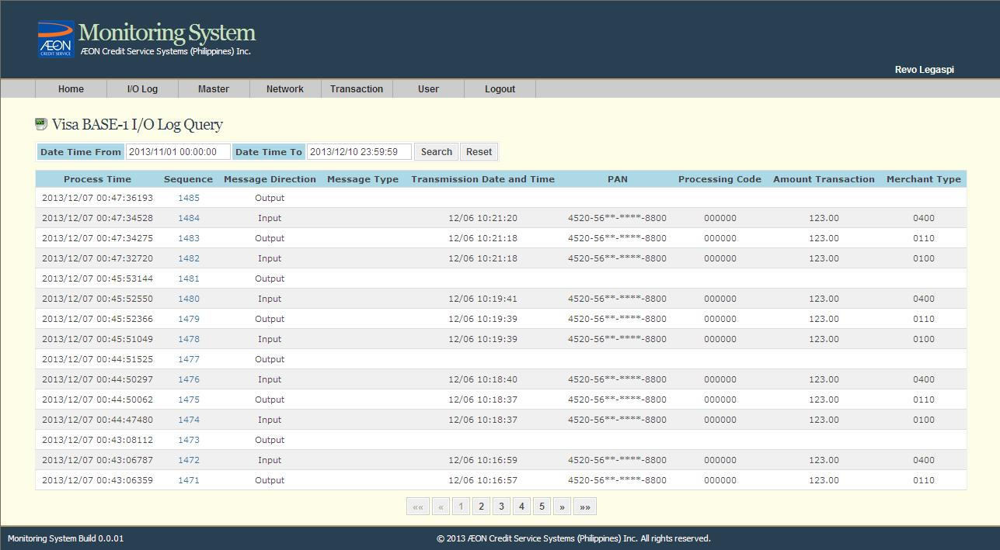 ÆON
CREDIT SERVICE
Monitoring System
ÆON Credit Service Systems (Philippines) Inc.
Revo Legaspi
Home I/O Log Master Network Transaction User Logout
Visa BASE-1 I/O Log Query
Date Time From 2013/11/01 00:00:00 Date Time To 2013/12/10 23:59:59 Search Reset
Process Time Sequence Message Direction Message Type Transmission Date and Time PAN Processing Code Amount Transaction Merchant Type
2013/12/07 00:47:36193 1485 Output
2013/12/07 00:47:34528 1484 Input 12/06 10:21:20 4520-56**-****-8800 000000 123.00 0400
2013/12/07 00:47:34275 1483 Output 12/06 10:21:18 4520-56**-****-8800 000000 123.00 0110
2013/12/07 00:47:32720 1482 Input 12/06 10:21:18 4520-56**-****-8800 000000 123.00 0100
2013/12/07 00:45:53144 1481 Output
2013/12/07 00:45:52550 1480 Input 12/06 10:19:41 4520-56**-****-8800 000000 123.00 0400
2013/12/07 00:45:52366 1479 Output 12/06 10:19:39 4520-56**-****-8800 000000 123.00 0110
2013/12/07 00:45:51049 1478 Input 12/06 10:19:39 4520-56**-****-8800 000000 123.00 0100
2013/12/07 00:44:51525 1477 Output
2013/12/07 00:44:50297 1476 Input 12/06 10:18:40 4520-56**-****-8800 000000 123.00 0400
2013/12/07 00:44:50062 1475 Output 12/06 10:18:37 4520-56**-****-8800 000000 123.00 0110
2013/12/07 00:44:47480 1474 Input 12/06 10:18:37 4520-56**-****-8800 000000 123.00 0100
2013/12/07 00:43:08112 1473 Output
2013/12/07 00:43:06787 1472 Input 12/06 10:16:59 4520-56**-****-8800 000000 123.00 0400
2013/12/07 00:43:06359 1471 Output 12/06 10:16:57 4520-56**-****-8800 000000 123.00 0110
«« « 1 2 3 4 5 » »»
Monitoring System Build 0.0.01 © 2013 ÆON Credit Service Systems (Philippines) Inc. All rights reserved.